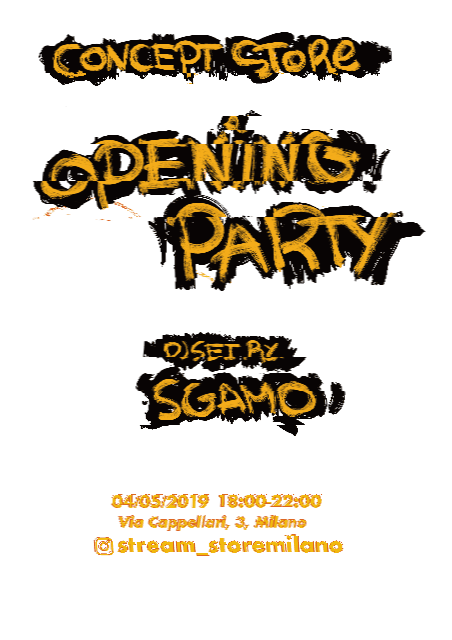 CONCEPT STORE
OPENING
PARTY
DJSET BY
SGAMO
04/05/2019 18:00-22:00
Via Cappellari, 3, Milano
stream_storemilano